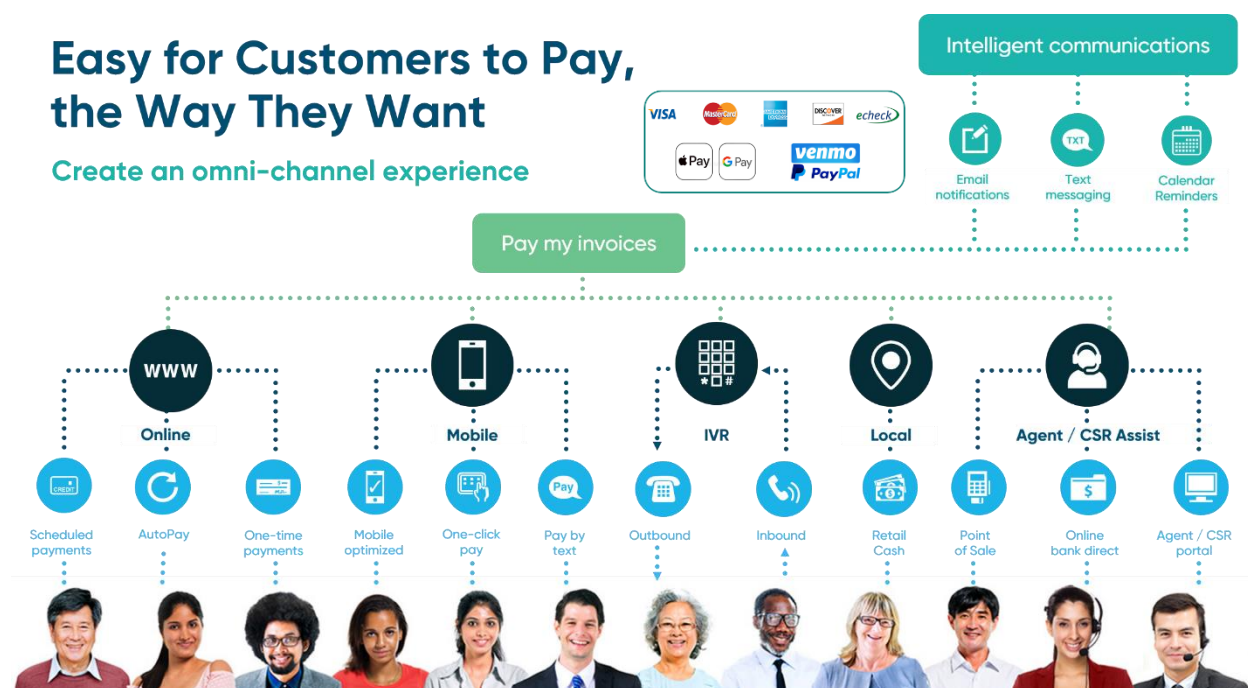 Easy for Customers to Pay,
the Way They Want
Create an omni-channel experience
VISA
MasterCard
DISCOVER
echeck
Pay
G Pay
venmo
PayPal
Intelligent communications
TXT
Email
notifications
Text
messaging
Calendar
Reminders
Pay my invoices
www
* #
Online
Mobile
IVR
Local
Agent / CSR Assist
CREDIT
Pay
$
Scheduled
payments
AutoPay
One-time
payments
Mobile
optimized
One-click
pay
Pay by
text
Outbound
Inbound
Retail
Cash
Point
of Sale
Online
bank direct
Agent / CSR
portal